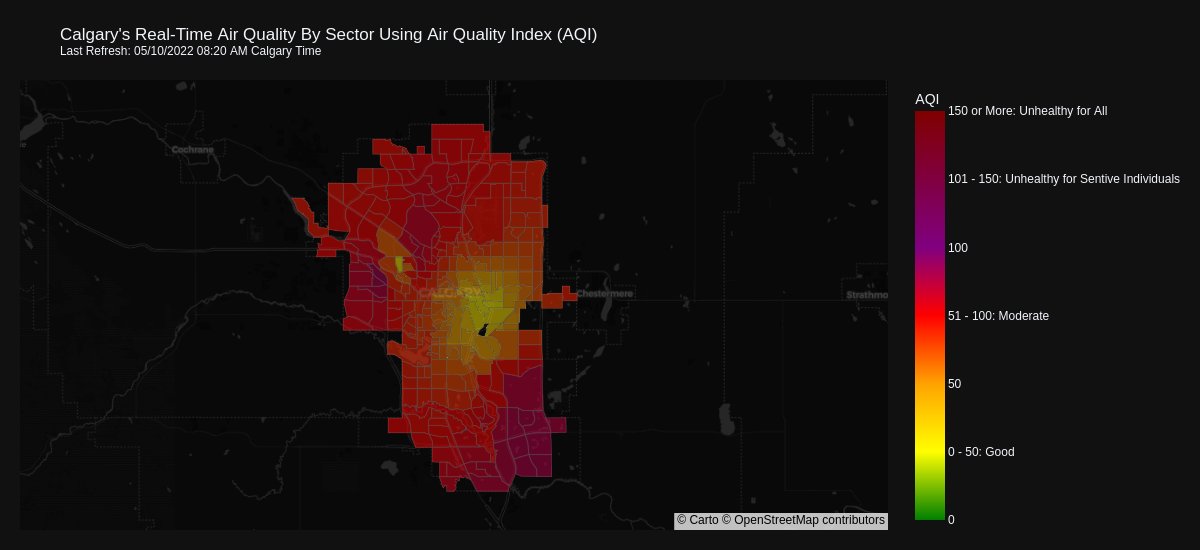 Calgary's Real-Time Air Quality By Sector Using Air Quality Index (AQI)
Last Refresh: 05/10/2022 08:20 AM Calgary Time
AQI
150 or More: Unhealthy for All
101 - 150: Unhealthy for Sentive Individuals
100
51 - 100: Moderate
50
0 - 50: Good
0
Cochrane
CALGARY
Chestermere
Strathmo
© Carto © OpenStreetMap contributors